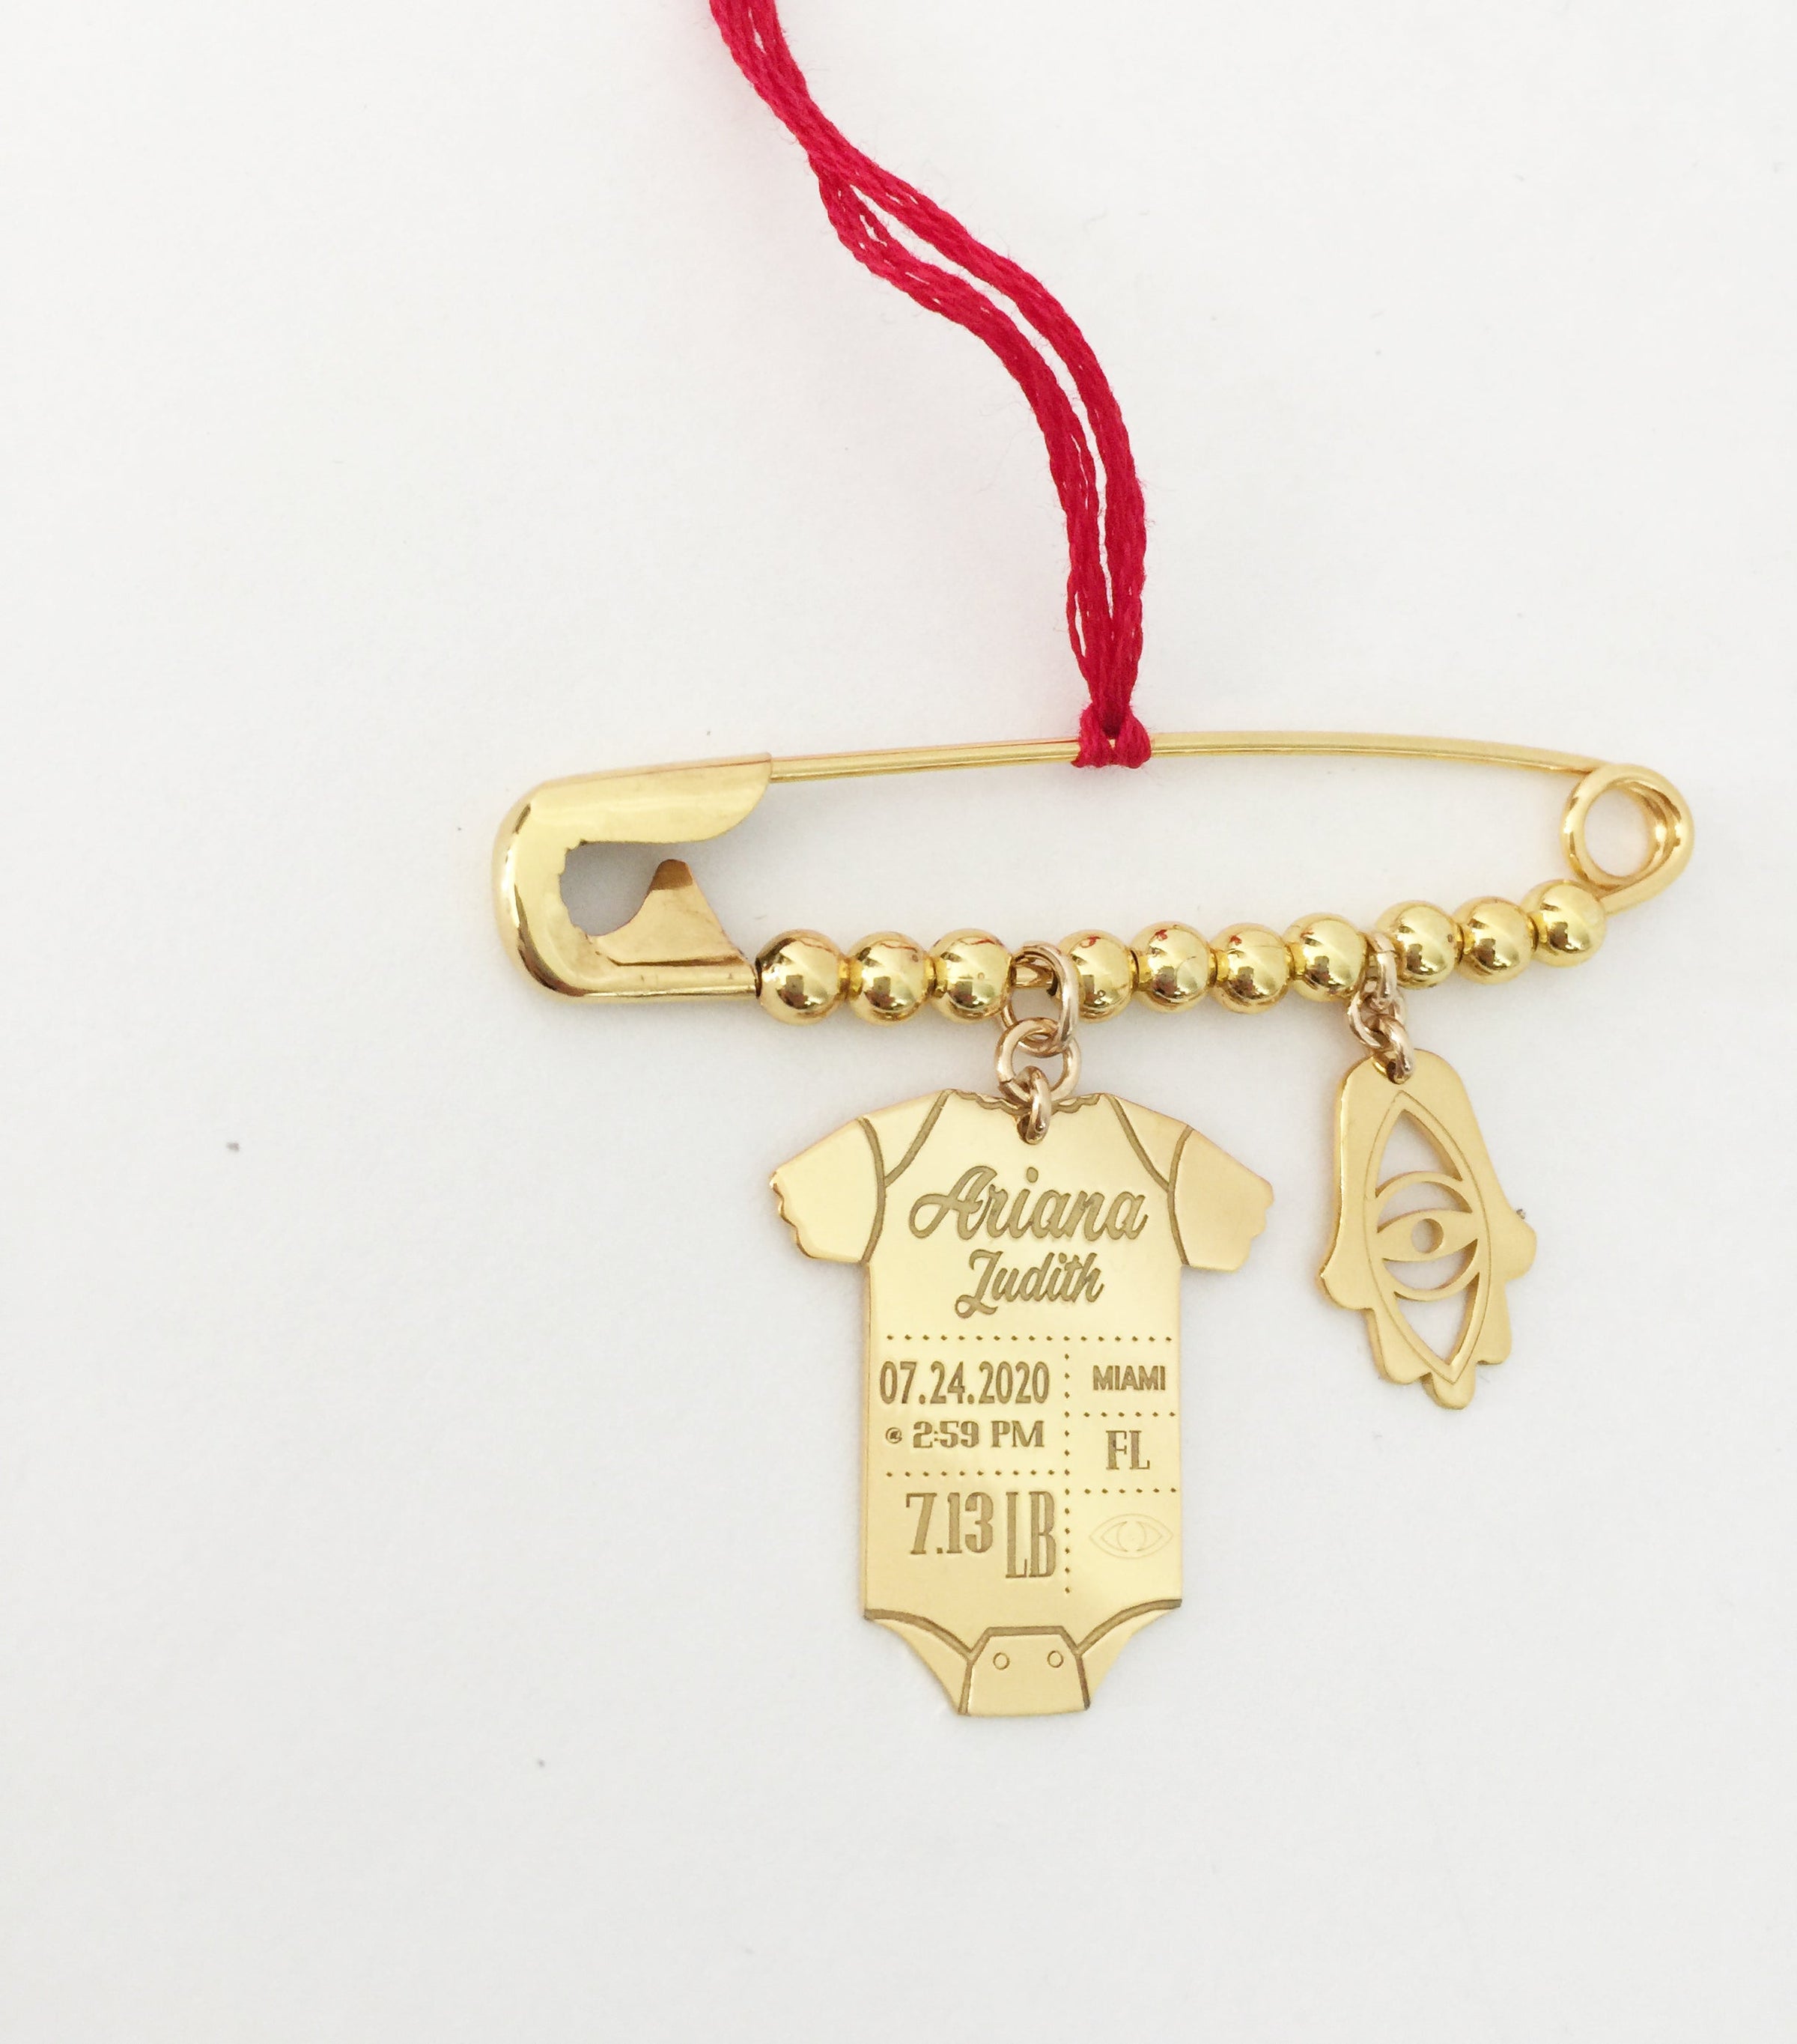 Ariana
Judith
07.24.2020
@ 2:59 PM
MIAMI
FL
7.13 LB